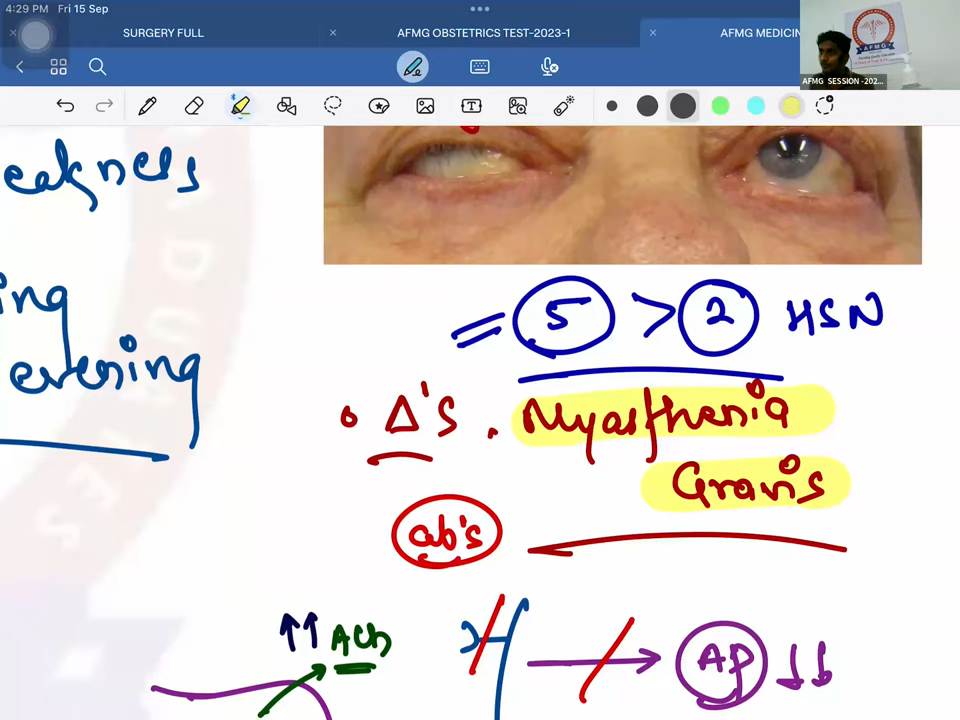 4:29 PM Fri 15 Sep
SURGERY FULL
AFMG OBSTETRICS TEST-2023-1
AFMG MEDICIN
AFMG
AFMG SESSION -202...
eakness
ing
evening
= 5 > 2 HSN
• Δ's . Myasthenia
Gravis
ab's
↑↑ ACh
AP ↓↓